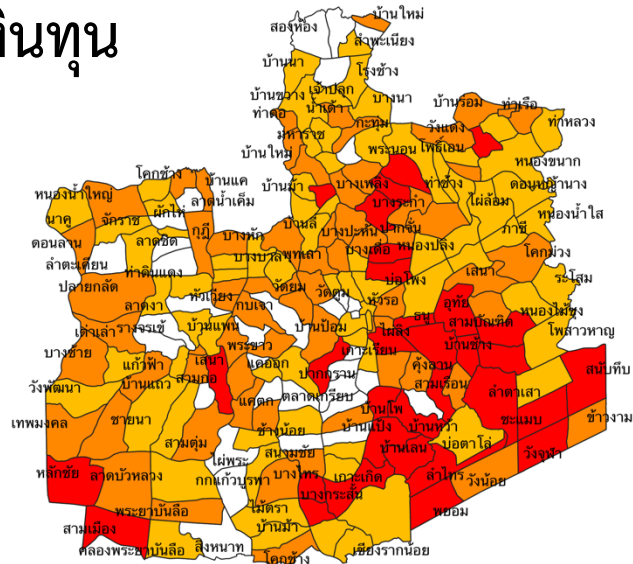 บ้านใหม่
สองห้อง
สำพะเนียง
บ้านนา
โรงช้าง
เจ้าปลุก
บ้านขวาง
บางนา
น้ำเต้า
บ้านร่อม
ท่าเรือ
ท่าตอ
กะทุ่ม
วังแดง
ท่าหลวง
มหาราช
พระนอน
โพธิ์เอน
บ้านใหม่
หนองขนาก
โคกช้าง
บ้านแค
บ้านม้า
บางเพลิง
ท่าช้าง
ดอนหญ้านาง
หนองน้ำใหญ่
ลาดน้ำเค็ม
บางระกำ
ไผ่ล้อม
นาคู
จักราช
ผักไห่
หนองน้ำใส
บ้านลี่
ภาชี
ดอนลาน
ลาดชิด
กุฎี
บางหัก
บางปะหัน
ขวัญ
บางเดื่อ
หนองปลิง
โคกม่วง
ลำตะเคียน
ท่าดินแดง
บางบาล
พุทเลา
เสนา
ระโสม
ปลายกลัด
บ่อโพง
ลาดงา
หัวเวียง
กบเจา
วัดยม
วัดตูม
หัวรอ
อุทัย
หนองไม้ซุง
ธนู
สามบัณฑิต
เต่าเล่า
รางจรเข้
บ้านแพน
บ้านป้อม
ไผ่ลิง
โพสาวหาญ
บางซ้าย
พระขาว
เกาะเรียน
บ้านช้าง
แก้วฟ้า
เสนา
แคออก
ปากกราน
คุ้งลาน
สนับทึบ
วังพัฒนา
บ้านแถว
สามกอ
สามเรือน
ลำตาเสา
แคตก
ตลาดเกรียบ
บ้านโพ
เทพมงคล
ชายนา
ช้างน้อย
บ้านแป้ง
บ้านหว้า
ชะแมบ
ข้าวงาม
สามตุ่ม
สนามชัย
บ้านเลน
บ่อตาโล่
ไผ่พระ
วังจุฬา
หลักชัย
ลาดบัวหลวง
กกแก้วบูรพา
บางไทร
เกาะเกิด
ลำไทร
วังน้อย
บางกระสั้น
พระยาบันลือ
ไม้ตรา
พยอม
สามเมือง
บ้านม้า
คลองพระยาบันลือ
สิงหนาท
โคกช้าง
เชียงรากน้อย